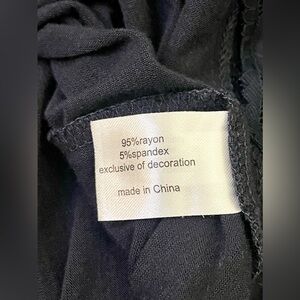 95%rayon
5%spandex
exclusive of decoration
made in China